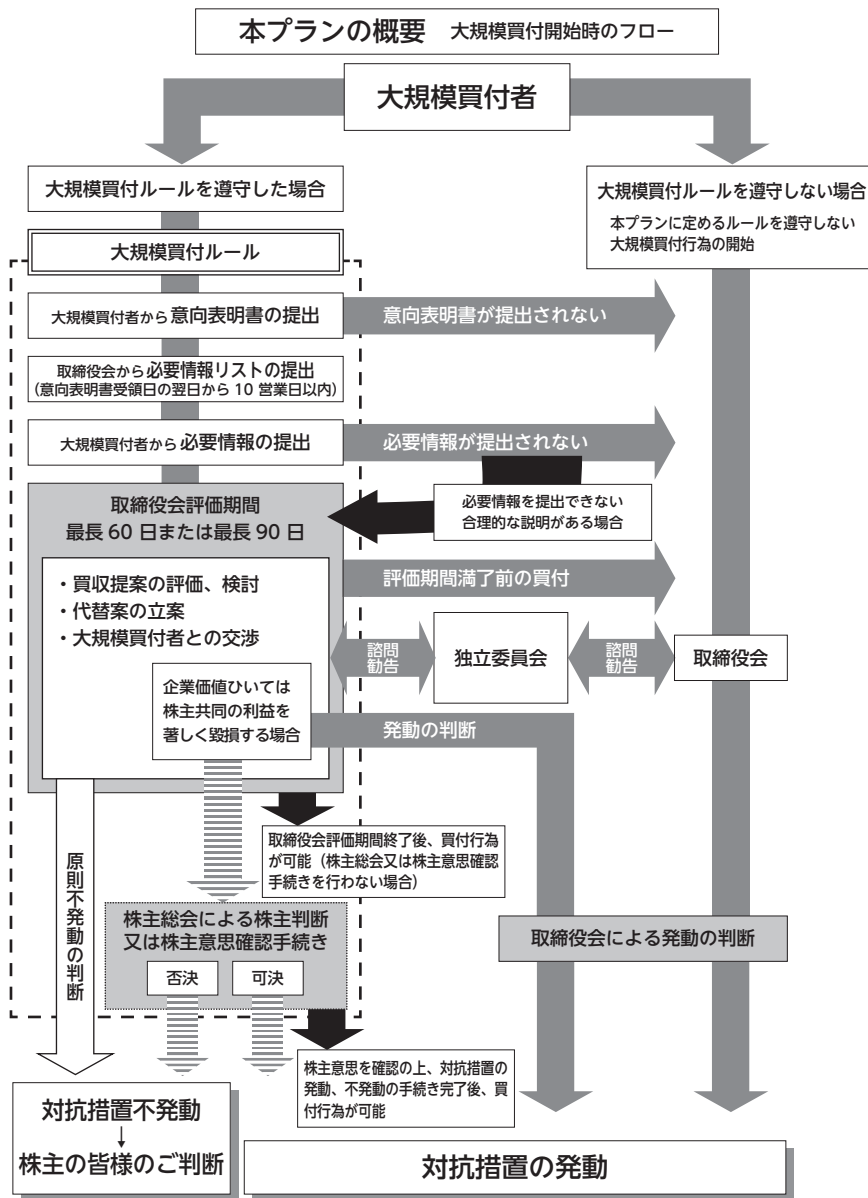 本プランの概要 大規模買付開始時のフロー
大規模買付者
大規模買付ルールを遵守した場合
大規模買付ルールを遵守しない場合
本プランに定めるルールを遵守しない
大規模買付行為の開始
大規模買付ルール
大規模買付者から意向表明書の提出
意向表明書が提出されない
取締役会から必要情報リストの提出
(意向表明書受領日の翌日から 10 営業日以内)
大規模買付者から必要情報の提出
必要情報が提出されない
必要情報を提出できない
合理的な説明がある場合
取締役会評価期間
最長 60 日または最長 90 日
・買収提案の評価、検討
・代替案の立案
・大規模買付者との交渉
評価期間満了前の買付
諮問
勧告
独立委員会
諮問
勧告
取締役会
企業価値ひいては
株主共同の利益を
著しく毀損する場合
発動の判断
取締役会評価期間終了後、買付行為
が可能(株主総会又は株主意思確認
手続きを行わない場合)
原則不発動の判断
株主総会による株主判断
又は株主意思確認手続き
否決
可決
取締役会による発動の判断
株主意思を確認の上、対抗措置の
発動、不発動の手続き完了後、買
付行為が可能
対抗措置不発動
↓
株主の皆様のご判断
対抗措置の発動